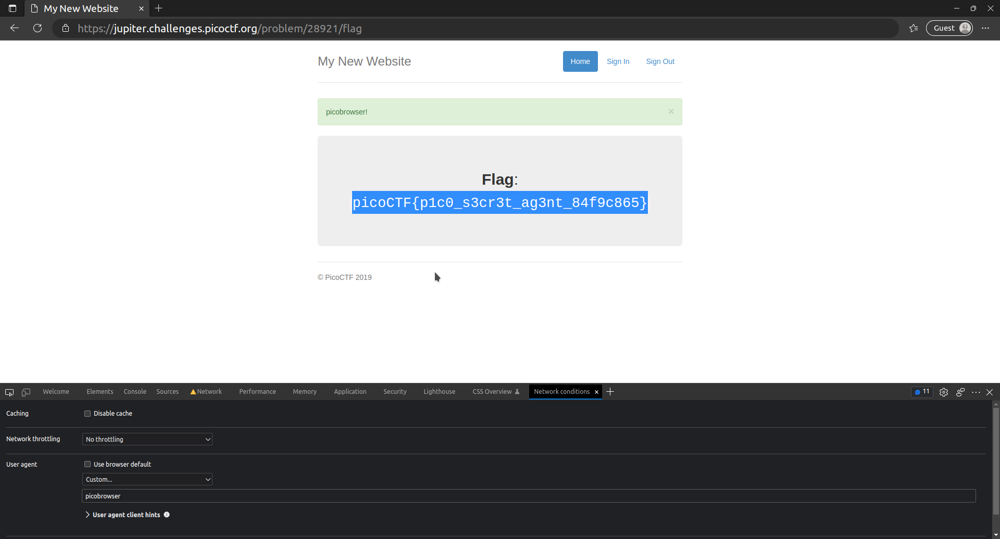 My New Website
https://jupiter.challenges.picoctf.org/problem/28921/flag
Guest
My New Website
Home Sign In Sign Out
picobrowser!
×
Flag:
picoCTF{p1c0_s3cr3t_ag3nt_84f9c865}
© PicoCTF 2019
Welcome Elements Console Sources Network Performance Memory Application Security Lighthouse CSS Overview Network conditions 11
Caching Disable cache
Network throttling No throttling
User agent Use browser default
Custom...
picobrowser
User agent client hints